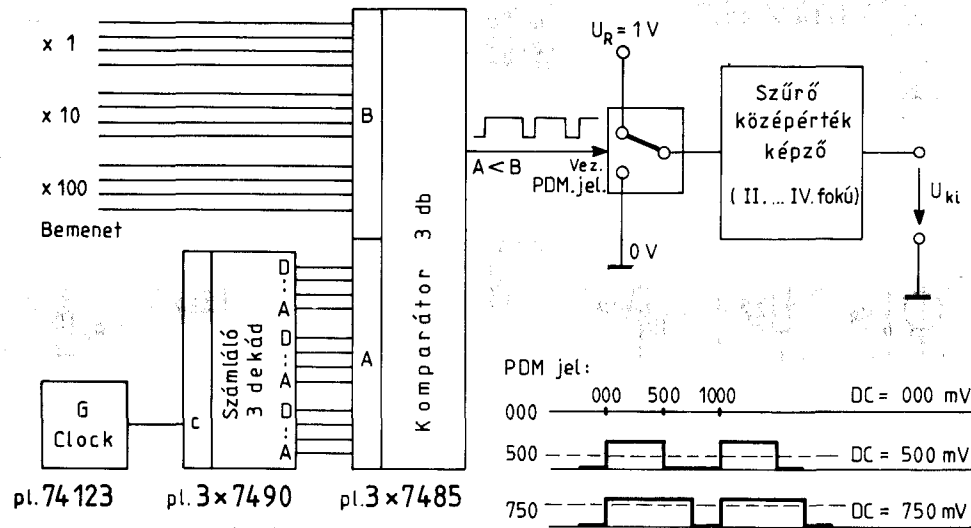 x 1
x 10
x 100
Bemenet
B
A
Komparátor 3 db
D
A
D
A
D
A
Számláló
3 dekád
C
G
Clock
pl. 74123
pl. 3×7490
pl. 3×7485
A < B
U_R = 1 V
Vez.
PDM. jel.
0 V
Szűrő
középérték
képző
( II. ... IV. fokú)
U_ki
PDM jel:
000 500 1000
000 DC = 000 mV
500 DC = 500 mV
750 DC = 750 mV